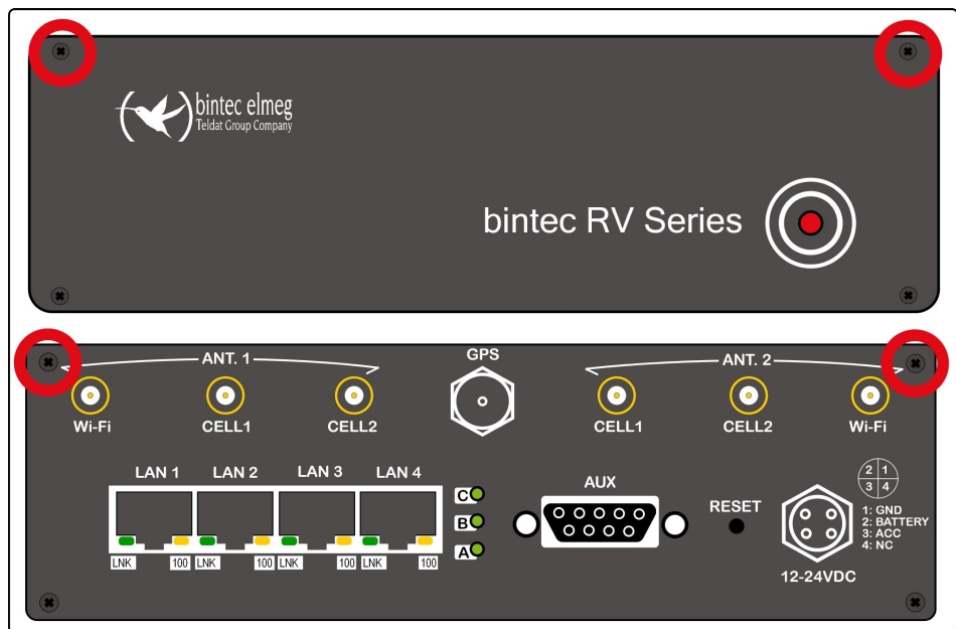 bintec elmeg
Teldat Group Company
bintec RV Series
ANT. 1
GPS
ANT. 2
Wi-Fi
CELL1
CELL2
CELL1
CELL2
Wi-Fi
LAN 1
LAN 2
LAN 3
LAN 4
C
B
A
LNK
100
LNK
100
LNK
100
LNK
100
AUX
RESET
2 1
3 4
1: GND
2: BATTERY
3: ACC
4: NC
12-24VDC